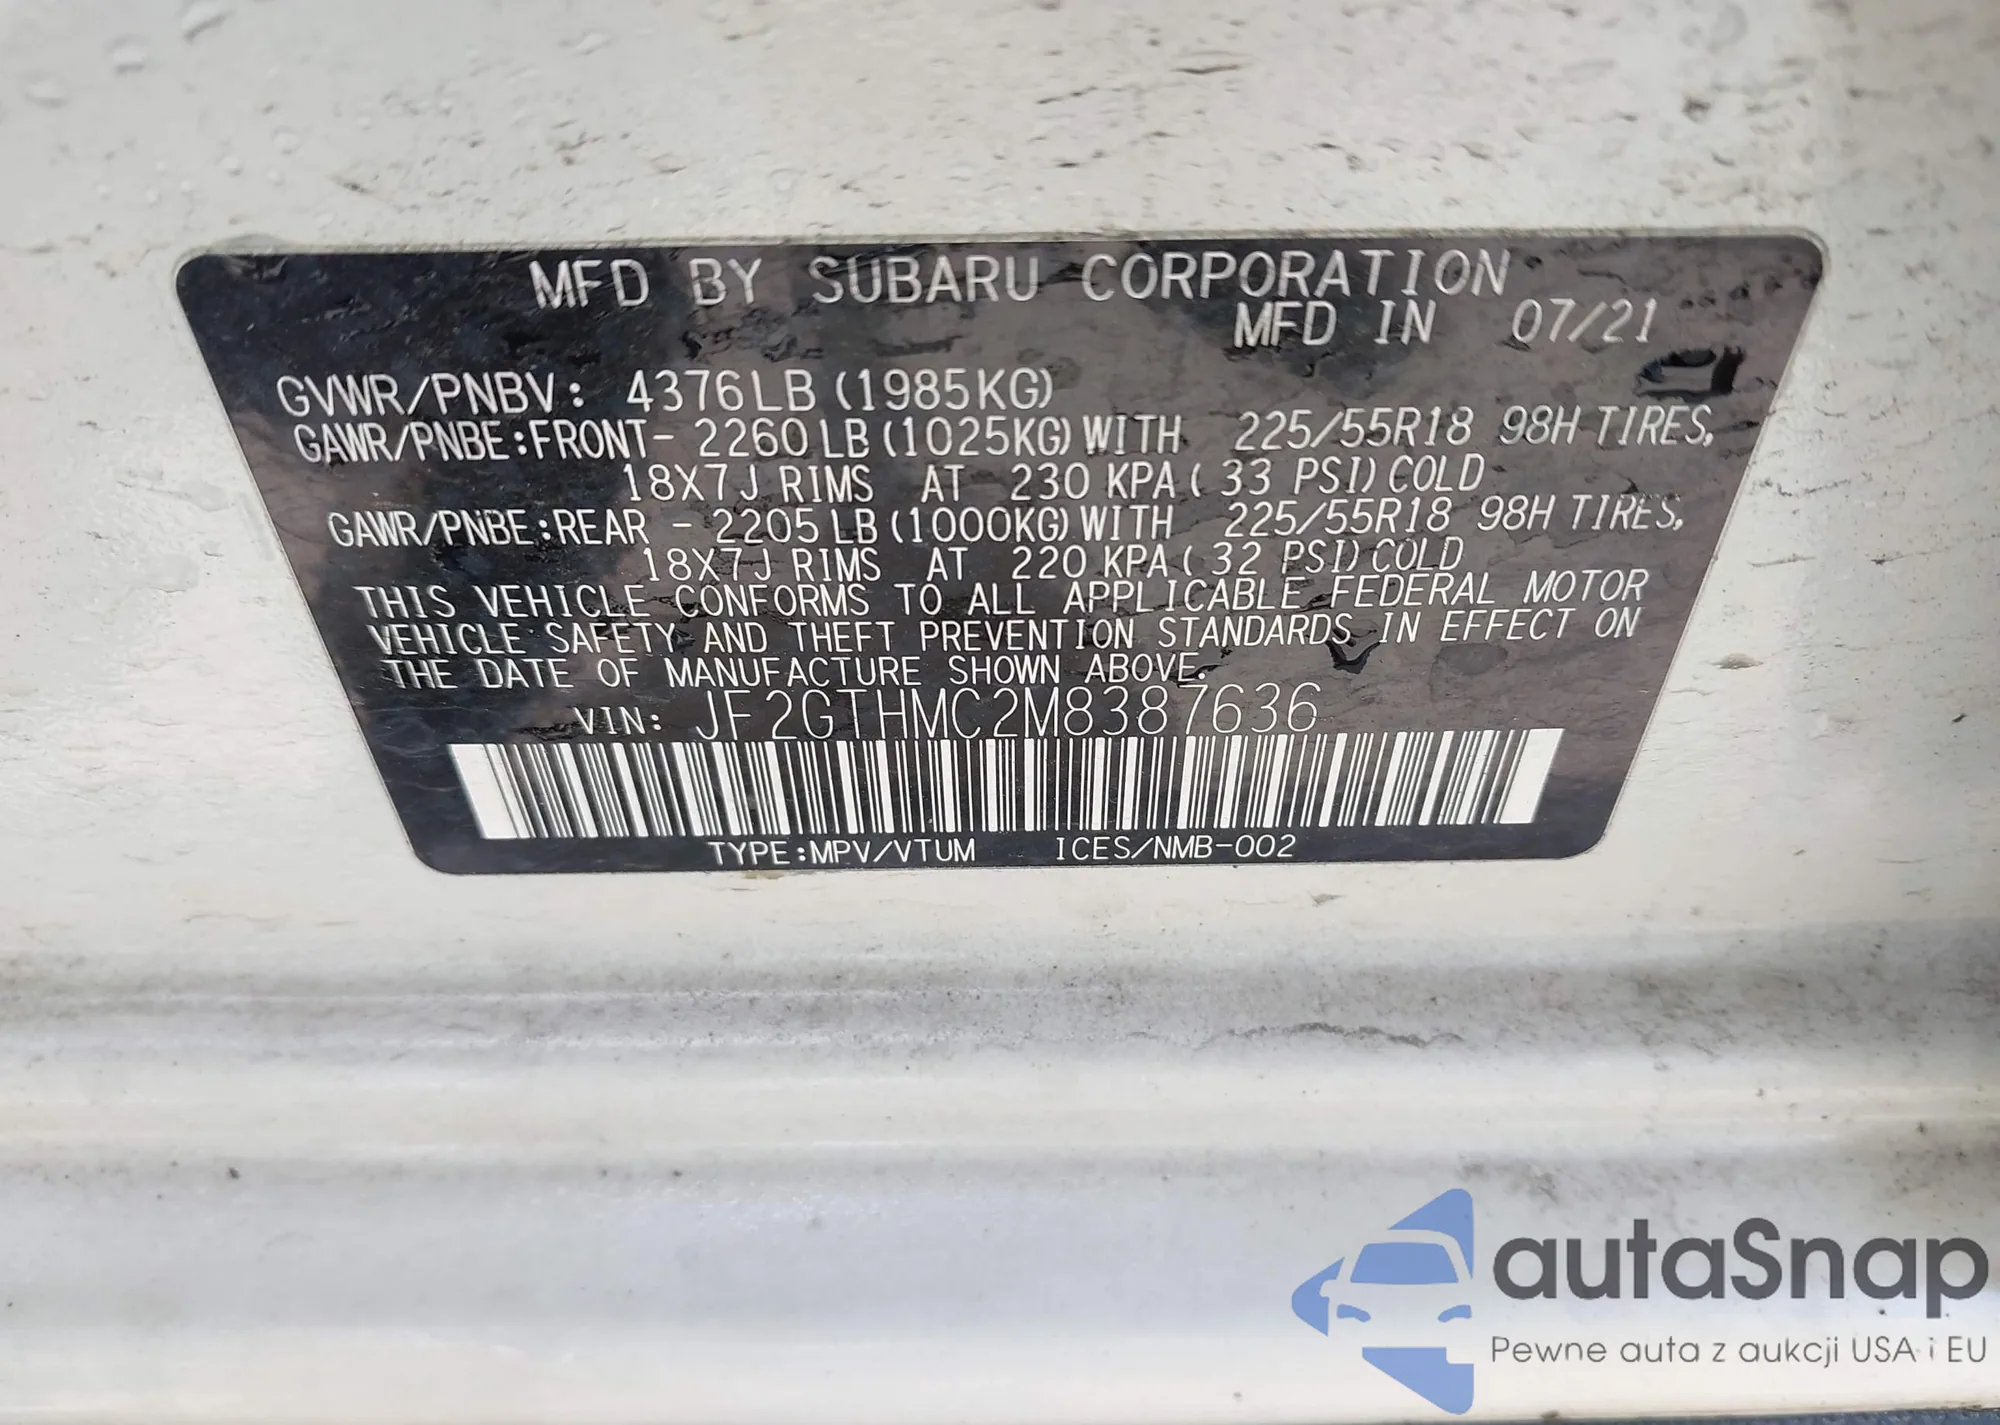 MFD BY SUBARU CORPORATION
MFD IN 07/21
GVWR/PNBV: 4376LB (1985KG)
GAWR/PNBE:FRONT- 2260 LB (1025KG) WITH 225/55R18 98H TIRES,
18X7J RIMS AT 230 KPA ( 33 PSI) COLD
GAWR/PNBE:REAR - 2205 LB (1000KG) WITH 225/55R18 98H TIRES,
18X7J RIMS AT 220 KPA ( 32 PSI) COLD
THIS VEHICLE CONFORMS TO ALL APPLICABLE FEDERAL MOTOR
VEHICLE SAFETY AND THEFT PREVENTION STANDARDS IN EFFECT ON
THE DATE OF MANUFACTURE SHOWN ABOVE.
VIN: JF2GTHMC2M8387636
TYPE:MPV/VTUM ICES/NMB-002
autaSnap
Pewne auta z aukcji USA i EU